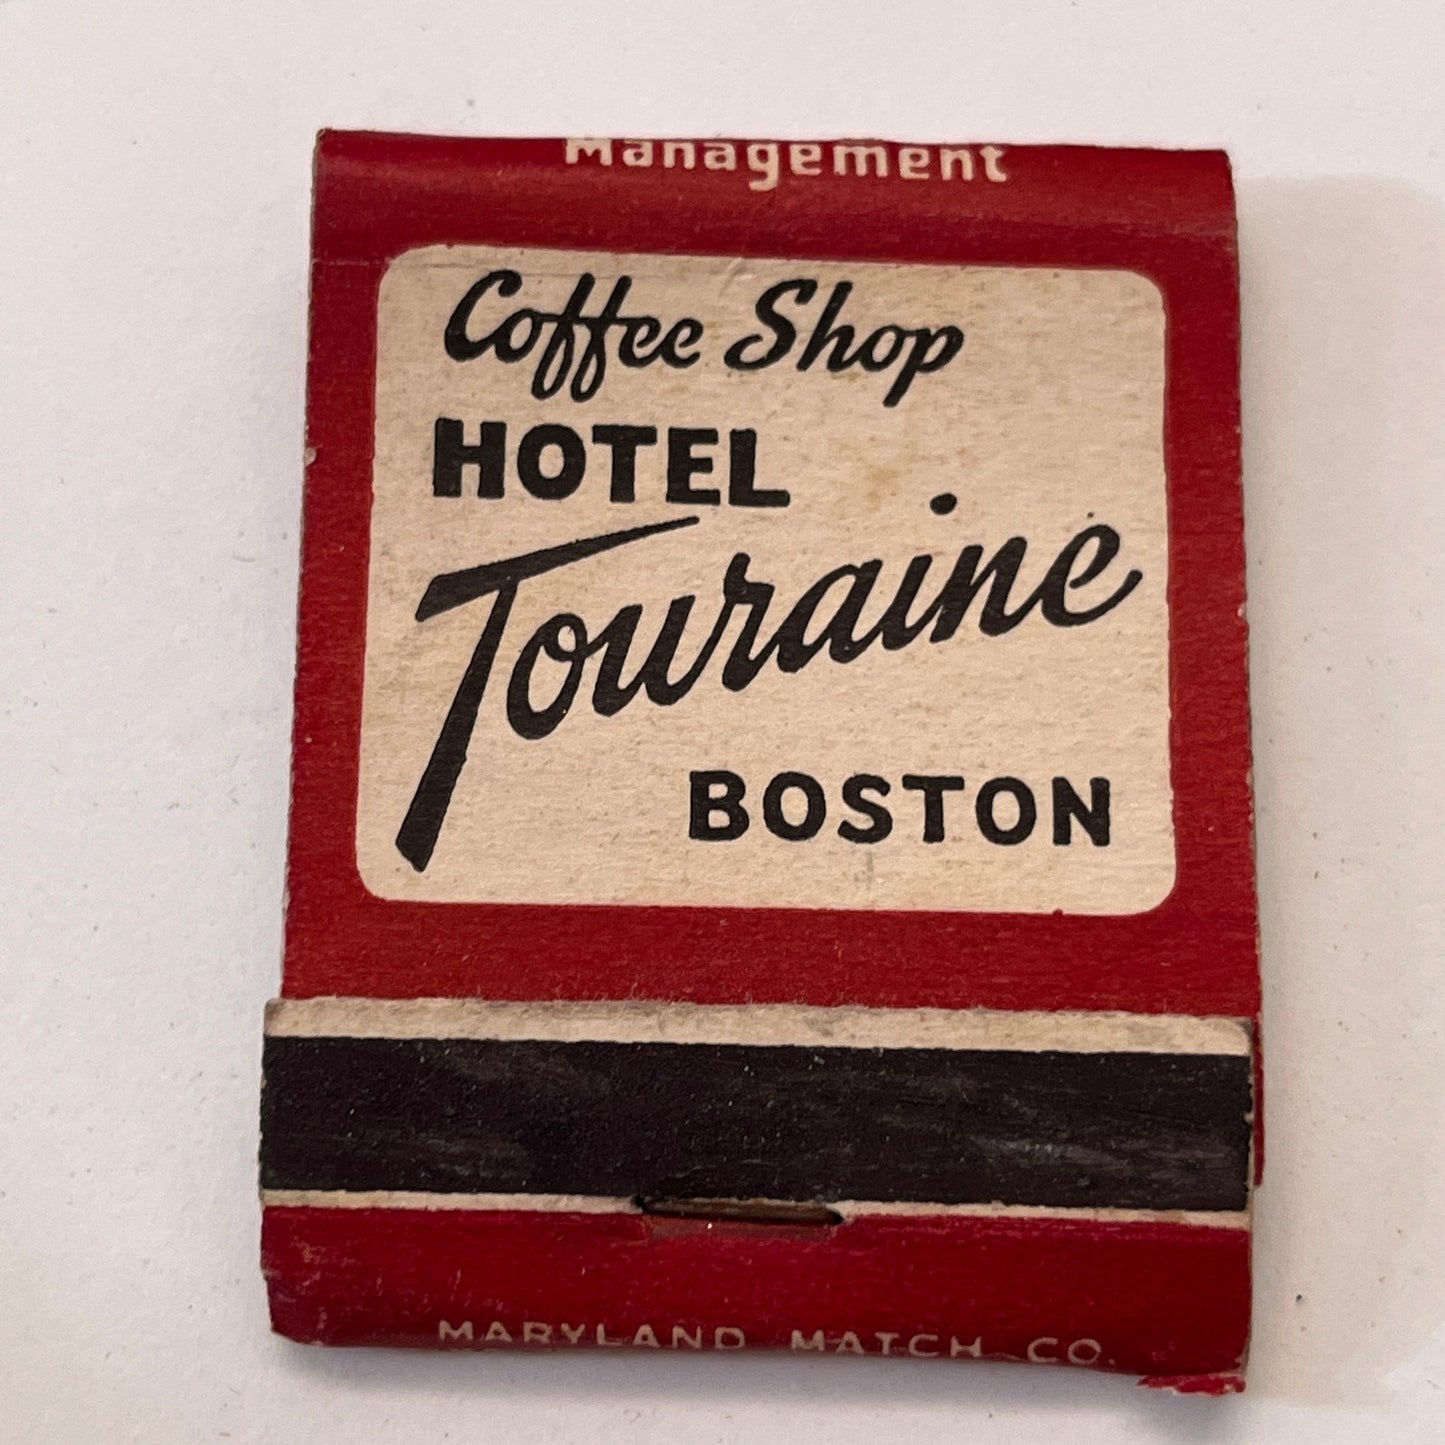 Management
Coffee Shop
HOTEL
Touraine
BOSTON
MARYLAND MATCH CO.